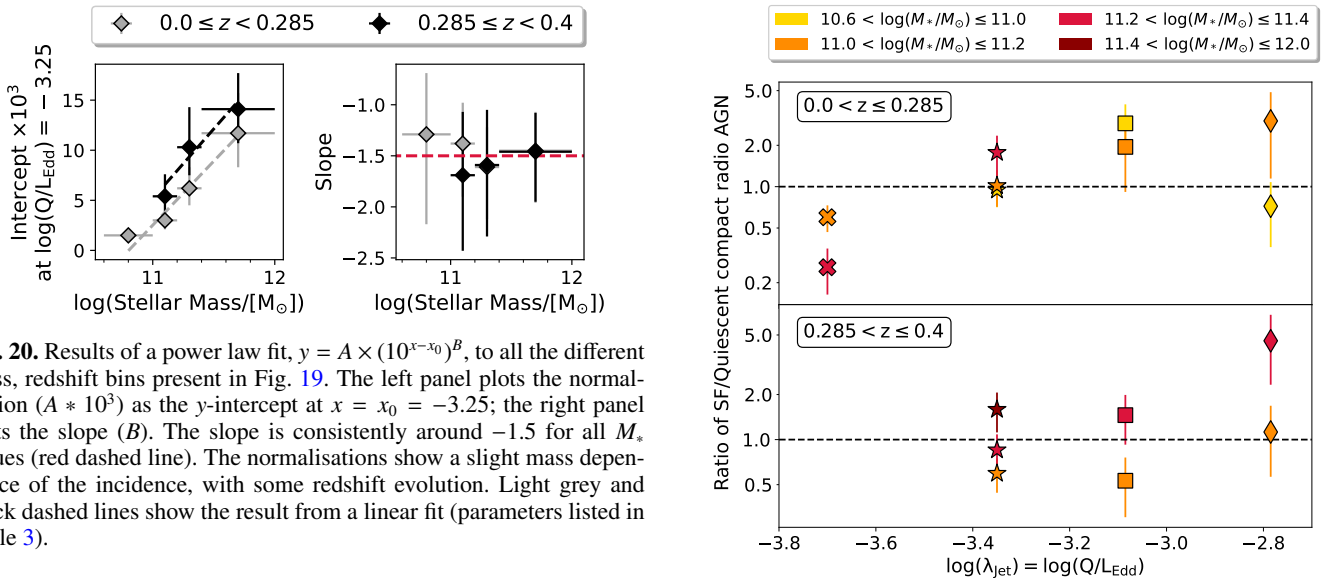 0.0 ≤ z < 0.285
0.285 ≤ z < 0.4
Intercept ×10³
at log(Q/L_Edd) = − 3.25
15
10
5
0
11
12
log(Stellar Mass/[M⊙])
Slope
−1.0
−1.5
−2.0
−2.5
11
12
log(Stellar Mass/[M⊙])
. 20. Results of a power law fit, y = A × (10^{x−x₀})^B, to all the different
ss, redshift bins present in Fig. 19. The left panel plots the normal-
ion (A ∗ 10³) as the y-intercept at x = x₀ = −3.25; the right panel
ts the slope (B). The slope is consistently around −1.5 for all M∗
ues (red dashed line). The normalisations show a slight mass depen-
ce of the incidence, with some redshift evolution. Light grey and
ck dashed lines show the result from a linear fit (parameters listed in
le 3).
10.6 < log(M∗/M⊙) ≤ 11.0
11.0 < log(M∗/M⊙) ≤ 11.2
11.2 < log(M∗/M⊙) ≤ 11.4
11.4 < log(M∗/M⊙) ≤ 12.0
Ratio of SF/Quiescent compact radio AGN
0.0 < z ≤ 0.285
5.0
2.0
1.0
0.5
0.2
0.285 < z ≤ 0.4
5.0
2.0
1.0
0.5
−3.8
−3.6
−3.4
−3.2
−3.0
−2.8
log(λ_Jet) = log(Q/L_Edd)